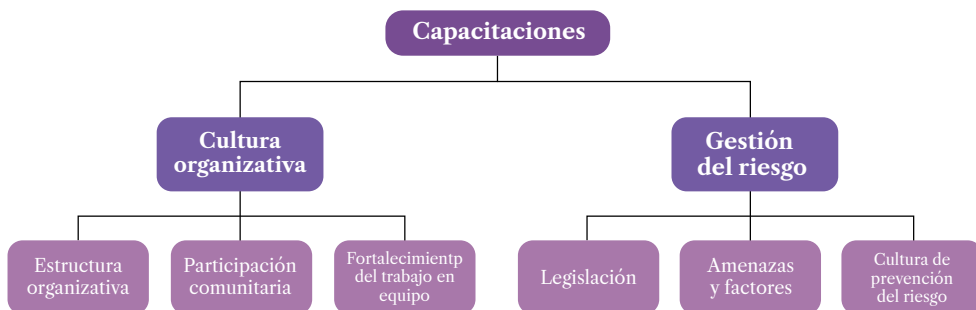 Capacitaciones
Cultura
organizativa
Gestión
del riesgo
Estructura
organizativa
Participación
comunitaria
Fortalecimientp
del trabajo en
equipo
Legislación
Amenazas
y factores
Cultura de
prevención
del riesgo